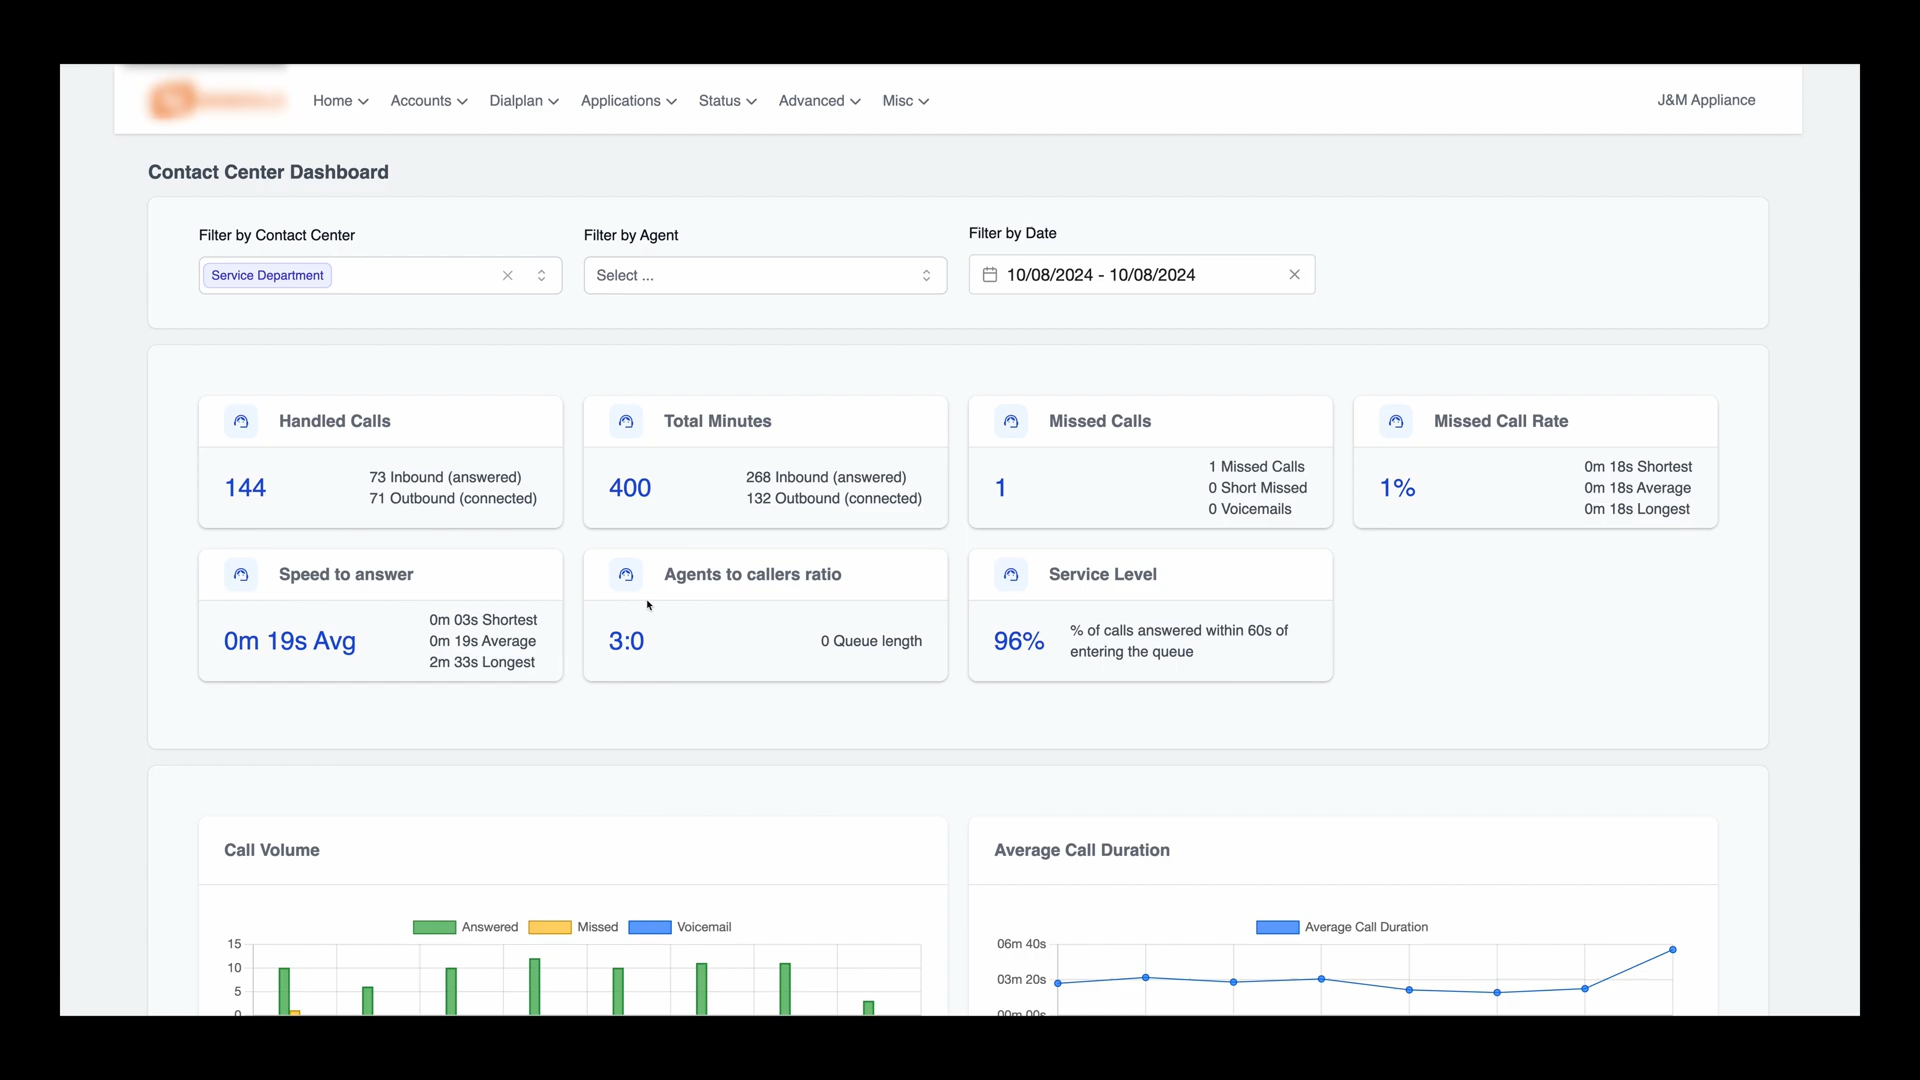 Home Accounts Dialplan Applications Status Advanced Misc J&M Appliance
Contact Center Dashboard
Filter by Contact Center
Service Department
Filter by Agent
Select ...
Filter by Date
10/08/2024 - 10/08/2024
Handled Calls
144
73 Inbound (answered)
71 Outbound (connected)
Total Minutes
400
268 Inbound (answered)
132 Outbound (connected)
Missed Calls
1
1 Missed Calls
0 Short Missed
0 Voicemails
Missed Call Rate
1%
0m 18s Shortest
0m 18s Average
0m 18s Longest
Speed to answer
0m 19s Avg
0m 03s Shortest
0m 19s Average
2m 33s Longest
Agents to callers ratio
3:0
0 Queue length
Service Level
96%
% of calls answered within 60s of
entering the queue
Call Volume
Answered Missed Voicemail
15
10
5
0
Average Call Duration
Average Call Duration
06m 40s
03m 20s
00m 00s